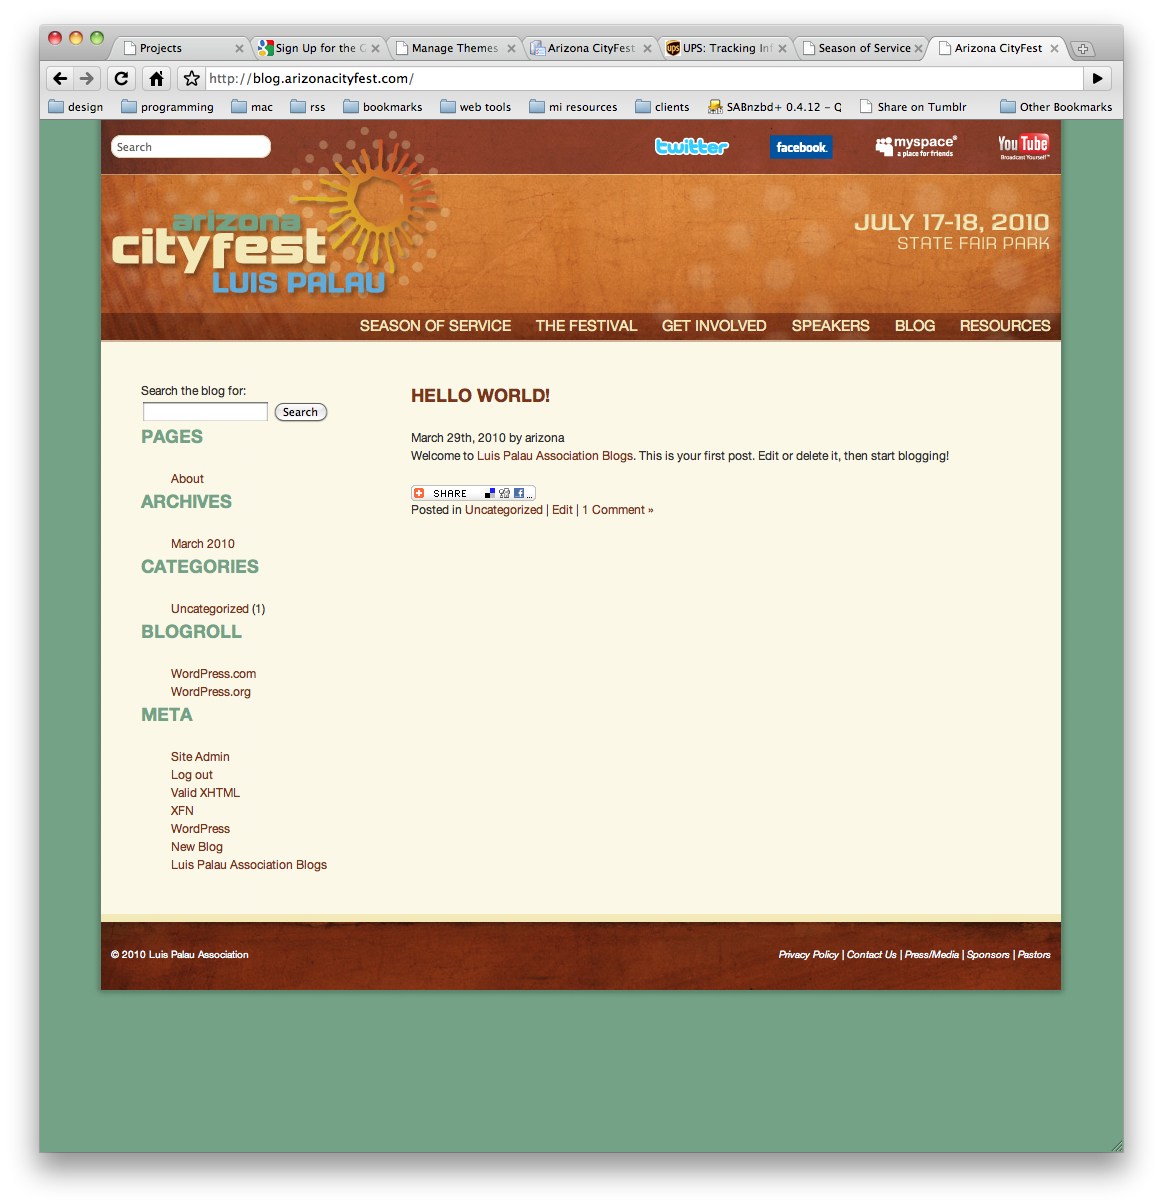 Projects
Sign Up for the G
Manage Themes
Arizona CityFest
UPS: Tracking Inf
Season of Service
Arizona CityFest
http://blog.arizonacityfest.com/
design
programming
mac
rss
bookmarks
web tools
mi resources
clients
SABnzbd+ 0.4.12 – Q
Share on Tumblr
Other Bookmarks
Search
twitter
facebook.
myspace®
a place for friends
YouTube
Broadcast Yourself™
arizona
cityfest
LUIS PALAU
JULY 17-18, 2010
STATE FAIR PARK
SEASON OF SERVICE
THE FESTIVAL
GET INVOLVED
SPEAKERS
BLOG
RESOURCES
Search the blog for:
Search
PAGES
About
ARCHIVES
March 2010
CATEGORIES
Uncategorized (1)
BLOGROLL
WordPress.com
WordPress.org
META
Site Admin
Log out
Valid XHTML
XFN
WordPress
New Blog
Luis Palau Association Blogs
HELLO WORLD!
March 29th, 2010 by arizona
Welcome to Luis Palau Association Blogs. This is your first post. Edit or delete it, then start blogging!
SHARE ...
Posted in Uncategorized | Edit | 1 Comment »
© 2010 Luis Palau Association
Privacy Policy | Contact Us | Press/Media | Sponsors | Pastors